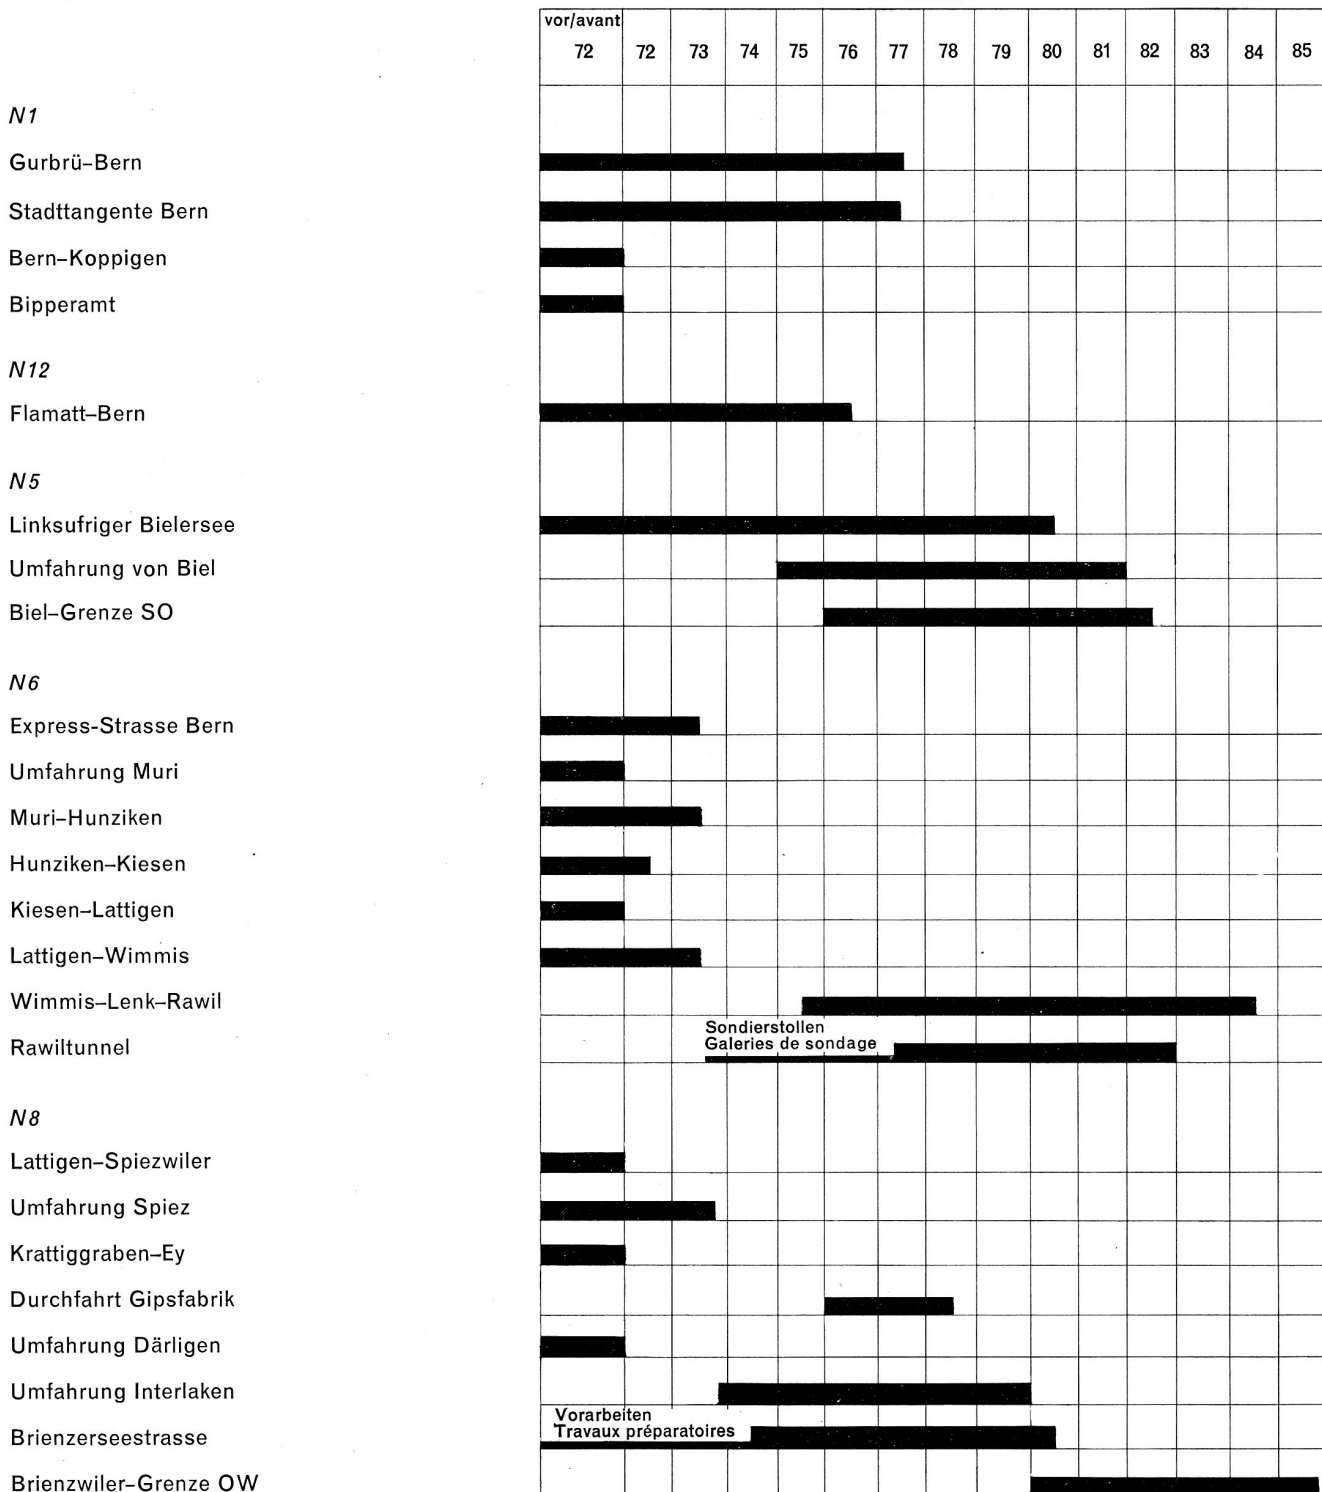 vor/avant
72 72 73 74 75 76 77 78 79 80 81 82 83 84 85
N1
Gurbrü–Bern
Stadttangente Bern
Bern–Koppigen
Bipperamt
N12
Flamatt–Bern
N5
Linksufriger Bielersee
Umfahrung von Biel
Biel–Grenze SO
N6
Express-Strasse Bern
Umfahrung Muri
Muri–Hunziken
Hunziken–Kiesen
Kiesen–Lattigen
Lattigen–Wimmis
Wimmis–Lenk–Rawil
Sondierstollen
Rawiltunnel Galeries de sondage
N8
Lattigen–Spiezwiler
Umfahrung Spiez
Krattiggraben–Ey
Durchfahrt Gipsfabrik
Umfahrung Därligen
Umfahrung Interlaken
Vorarbeiten
Brienzerseestrasse Travaux préparatoires
Brienzwiler–Grenze OW